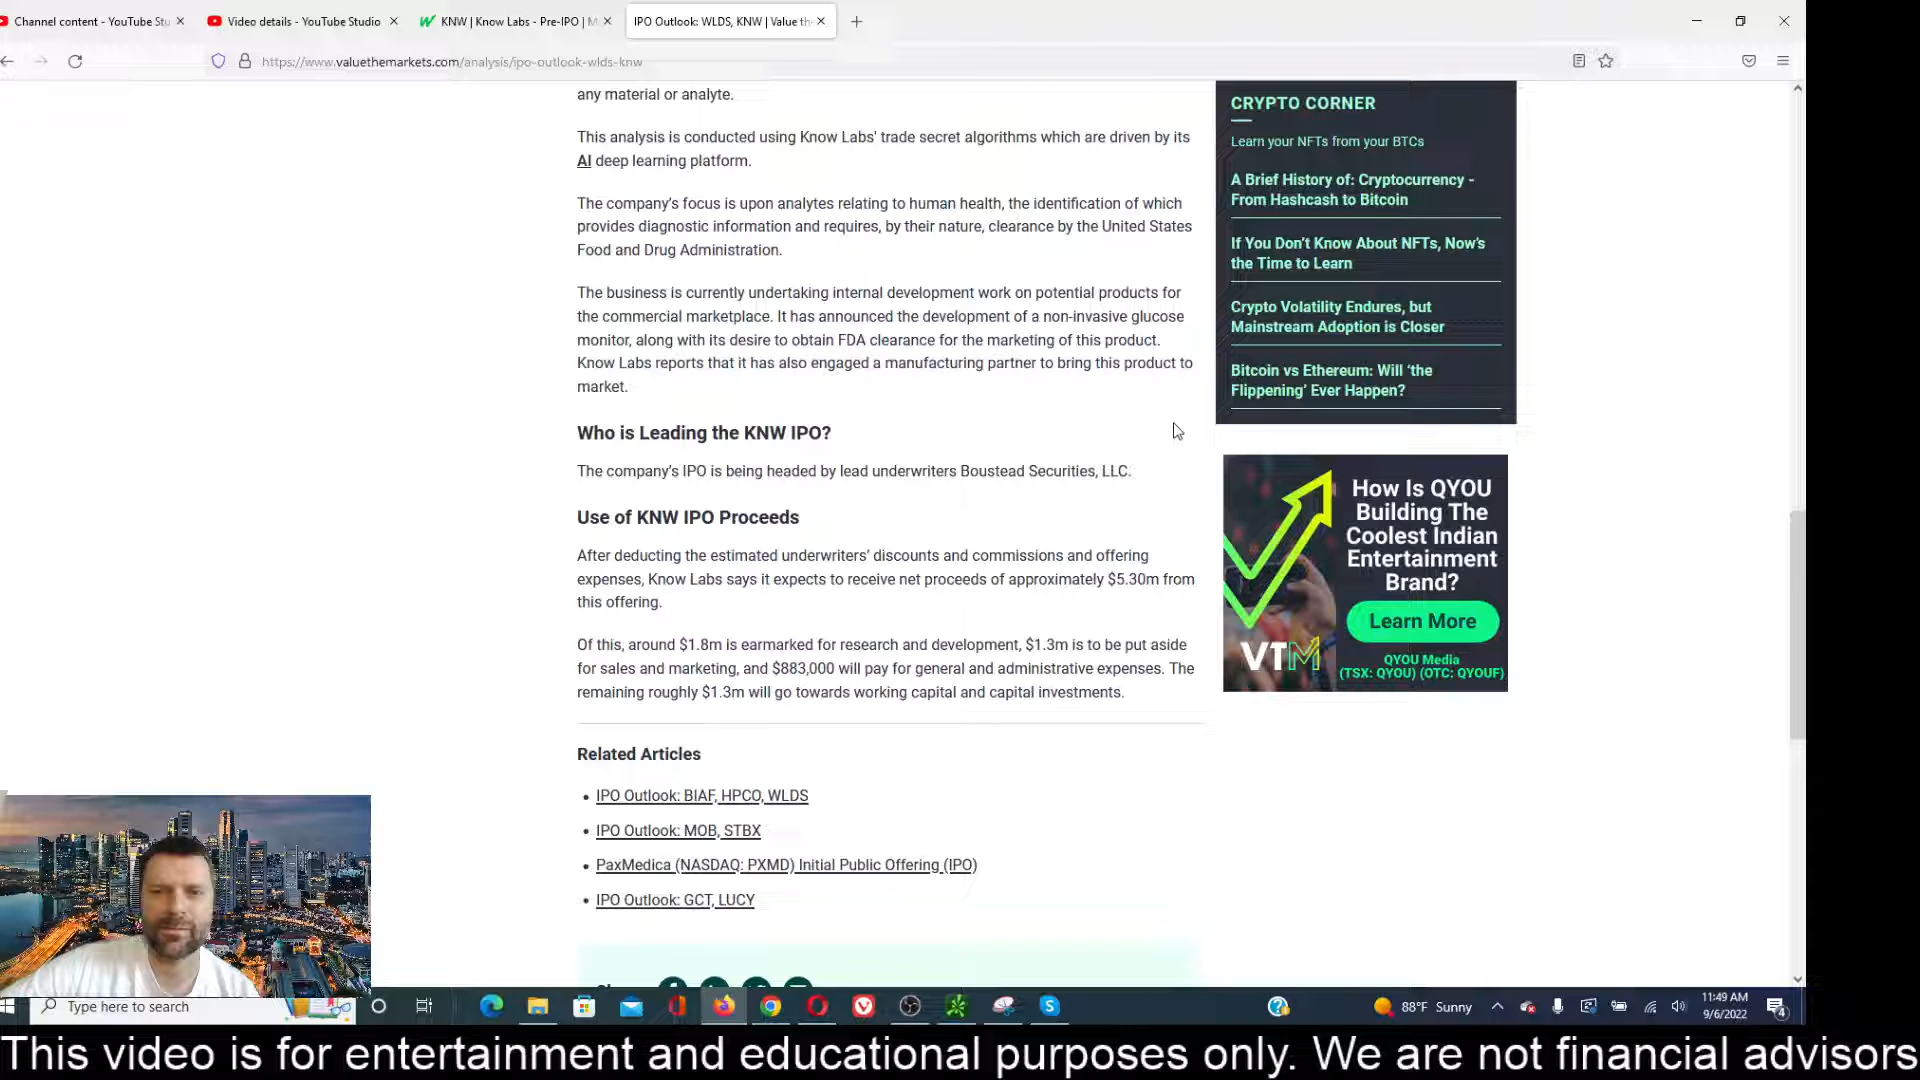 Channel content - YouTube Stu
Video details - YouTube Studio
KNW | Know Labs - Pre-IPO | M
IPO Outlook: WLDS, KNW | Value the
https://www.valuethemarkets.com/analysis/ipo-outlook-wlds-knw
any material or analyte.
This analysis is conducted using Know Labs' trade secret algorithms which are driven by its
AI deep learning platform.
The company's focus is upon analytes relating to human health, the identification of which
provides diagnostic information and requires, by their nature, clearance by the United States
Food and Drug Administration.
The business is currently undertaking internal development work on potential products for
the commercial marketplace. It has announced the development of a non-invasive glucose
monitor, along with its desire to obtain FDA clearance for the marketing of this product.
Know Labs reports that it has also engaged a manufacturing partner to bring this product to
market.
Who is Leading the KNW IPO?
The company's IPO is being headed by lead underwriters Boustead Securities, LLC.
Use of KNW IPO Proceeds
After deducting the estimated underwriters' discounts and commissions and offering
expenses, Know Labs says it expects to receive net proceeds of approximately $5.30m from
this offering.
Of this, around $1.8m is earmarked for research and development, $1.3m is to be put aside
for sales and marketing, and $883,000 will pay for general and administrative expenses. The
remaining roughly $1.3m will go towards working capital and capital investments.
Related Articles
• IPO Outlook: BIAF, HPCO, WLDS
• IPO Outlook: MOB, STBX
• PaxMedica (NASDAQ: PXMD) Initial Public Offering (IPO)
• IPO Outlook: GCT, LUCY
CRYPTO CORNER
Learn your NFTs from your BTCs
A Brief History of: Cryptocurrency -
From Hashcash to Bitcoin
If You Don't Know About NFTs, Now's
the Time to Learn
Crypto Volatility Endures, but
Mainstream Adoption is Closer
Bitcoin vs Ethereum: Will 'the
Flippening' Ever Happen?
How Is QYOU
Building The
Coolest Indian
Entertainment
Brand?
Learn More
VTM
QYOU Media
(TSX: QYOU) (OTC: QYOUF)
Type here to search
88°F Sunny
11:49 AM
9/6/2022
4
This video is for entertainment and educational purposes only. We are not financial advisors